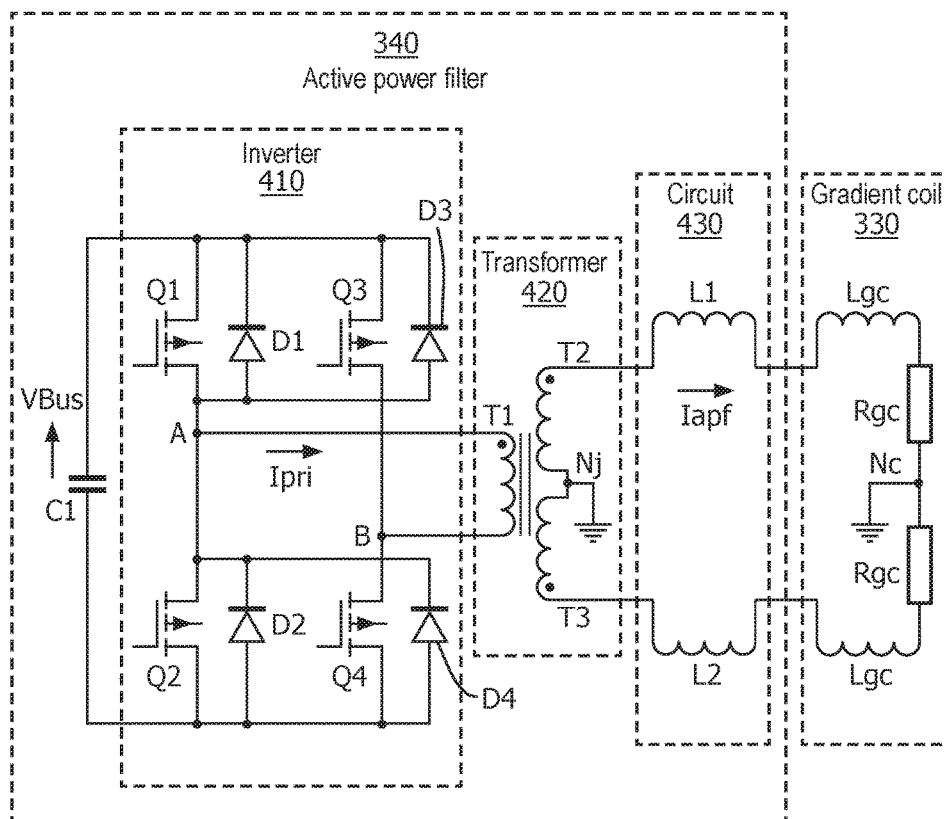 340
Active power filter
Inverter
410
D3
Circuit
430
Gradient coil
330
Transformer
420
Q1
Q3
D1
L1
Lgc
T2
VBus
A
T1
Iapf
Rgc
Ipri
Nj
Nc
C1
B
Rgc
D2
T3
Q2
Q4
L2
Lgc
D4